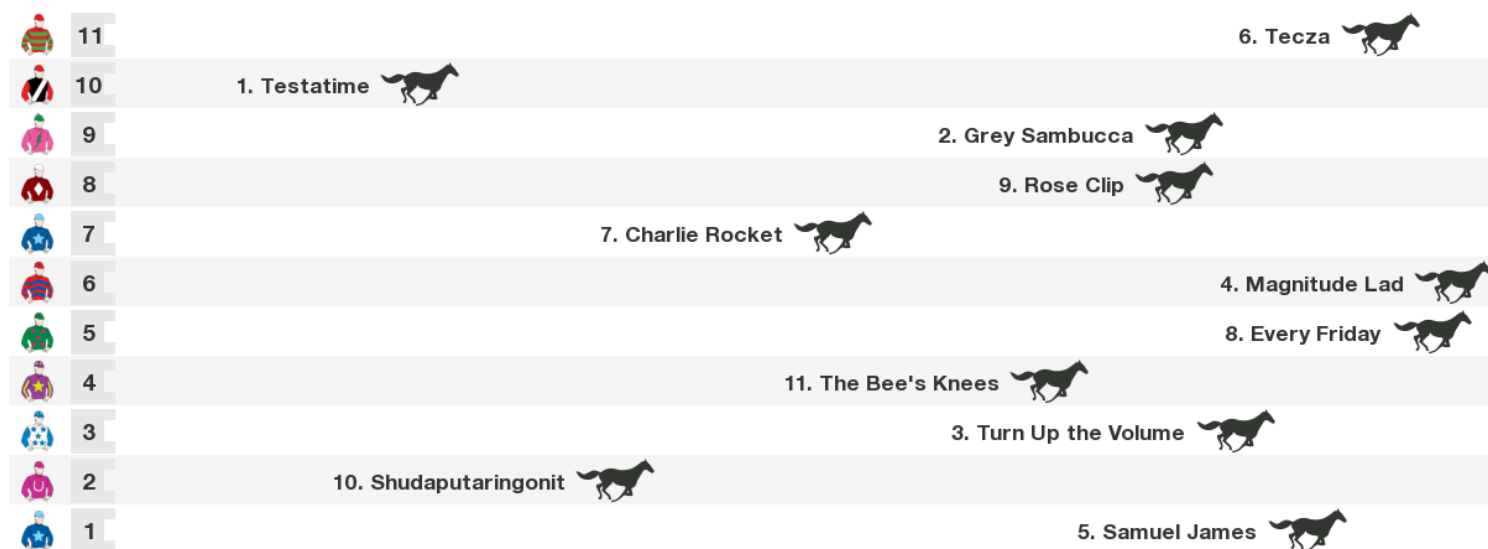 11 6. Tecza
10 1. Testatime
9 2. Grey Sambucca
8 9. Rose Clip
7 7. Charlie Rocket
6 4. Magnitude Lad
5 8. Every Friday
4 11. The Bee's Knees
3 3. Turn Up the Volume
2 10. Shudaputaringonit
1 5. Samuel James